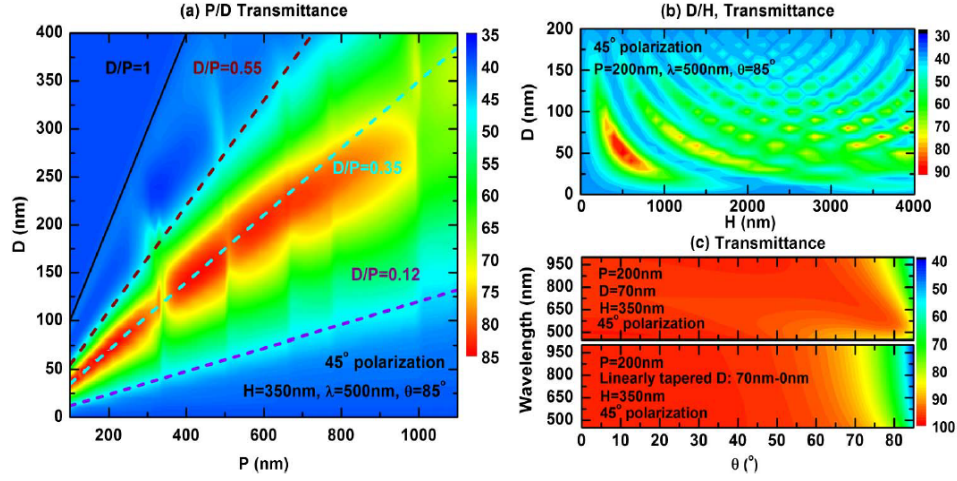 (a) P/D Transmittance
400
350
300
250
200
150
100
50
0
D (nm)
200
400
600
800
1000
P (nm)
D/P=1
D/P=0.55
D/P=0.35
D/P=0.12
45° polarization
H=350nm, λ=500nm, θ=85°
35
40
45
50
55
60
65
70
75
80
85
(b) D/H, Transmittance
200
150
100
50
0
D (nm)
45° polarization
P=200nm, λ=500nm, θ=85°
0
1000
2000
3000
4000
H (nm)
30
40
50
60
70
80
90
(c) Transmittance
Wavelength(nm)
950
800
650
500
P=200nm
D=70nm
H=350nm
45° polarization
950
800
650
500
P=200nm
Linearly tapered D: 70nm-0nm
H=350nm
45° polarization
0
10
20
30
40
50
60
70
80
θ (°)
40
50
60
70
80
90
100